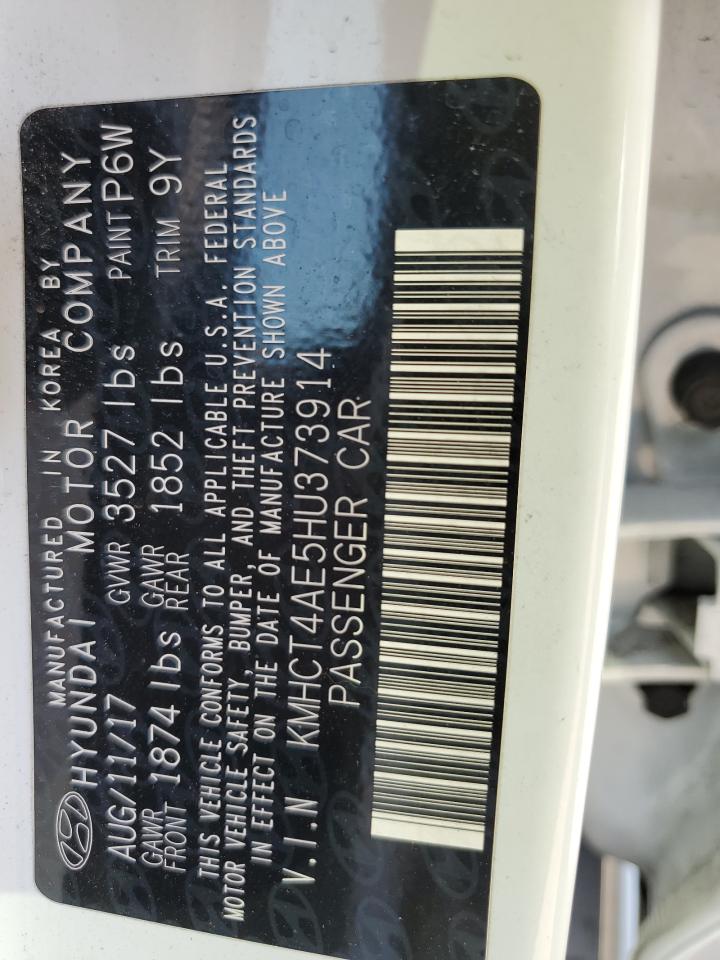 MANUFACTURED IN KOREA BY
HYUNDAI MOTOR COMPANY
AUG/11/17 GVWR 3527 lbs PAINT P6W
GAWR FRONT 1874 lbs GAWR REAR 1852 lbs TRIM 9Y
THIS VEHICLE CONFORMS TO ALL APPLICABLE U.S.A. FEDERAL
MOTOR VEHICLE SAFETY, BUMPER, AND THEFT PREVENTION STANDARDS
IN EFFECT ON THE DATE OF MANUFACTURE SHOWN ABOVE
V.I.N KMHCT4AE5HU373914
PASSENGER CAR